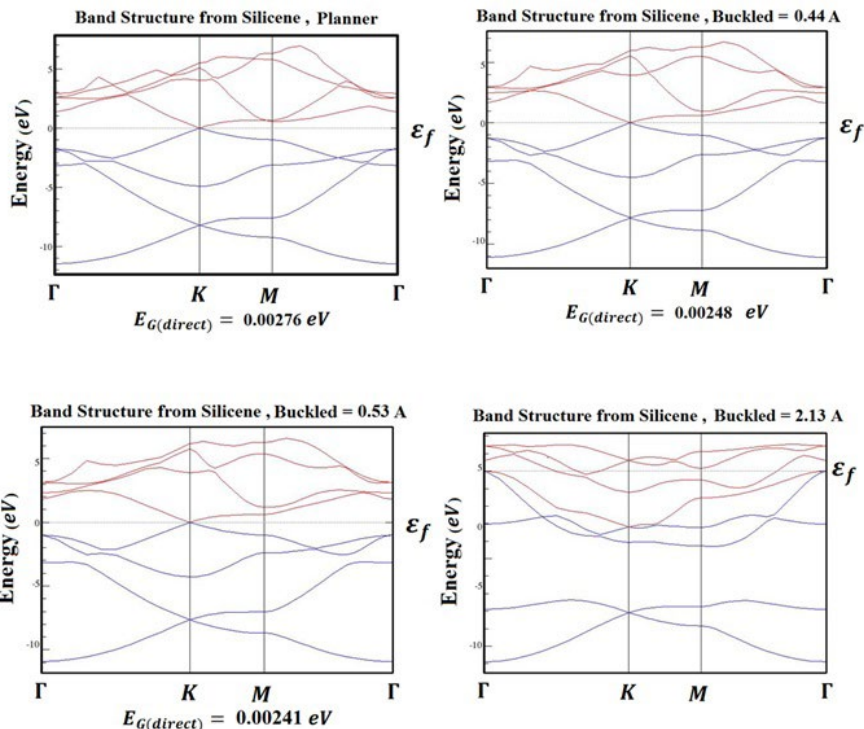 Band Structure from Silicene , Planner
Energy (eV)
5
0
-5
-10
Γ K M Γ
ε_f
E_G(direct) = 0.00276 eV
Band Structure from Silicene , Buckled = 0.44 A
Energy (eV)
5
0
-5
-10
Γ K M Γ
ε_f
E_G(direct) = 0.00248 eV
Band Structure from Silicene , Buckled = 0.53 A
Energy (eV)
5
0
-5
-10
Γ K M Γ
ε_f
E_G(direct) = 0.00241 eV
Band Structure from Silicene , Buckled = 2.13 A
Energy (eV)
5
0
-5
-10
Γ K M Γ
ε_f